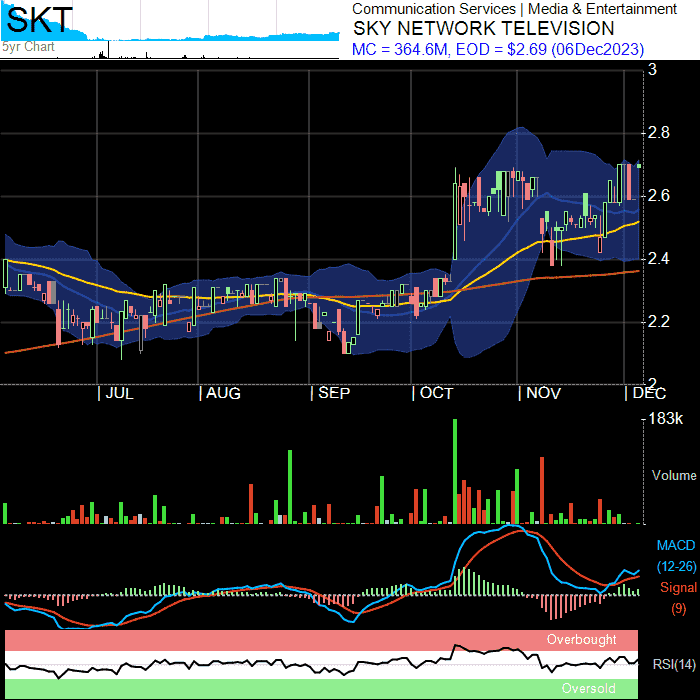 SKT
5yr Chart
Communication Services | Media & Entertainment
SKY NETWORK TELEVISION
MC = 364.6M, EOD = $2.69 (06Dec2023)
3
2.8
2.6
2.4
2.2
2
| JUL
| AUG
| SEP
| OCT
| NOV
| DEC
183k
Volume
MACD
(12-26)
Signal
(9)
Overbought
RSI(14)
Oversold